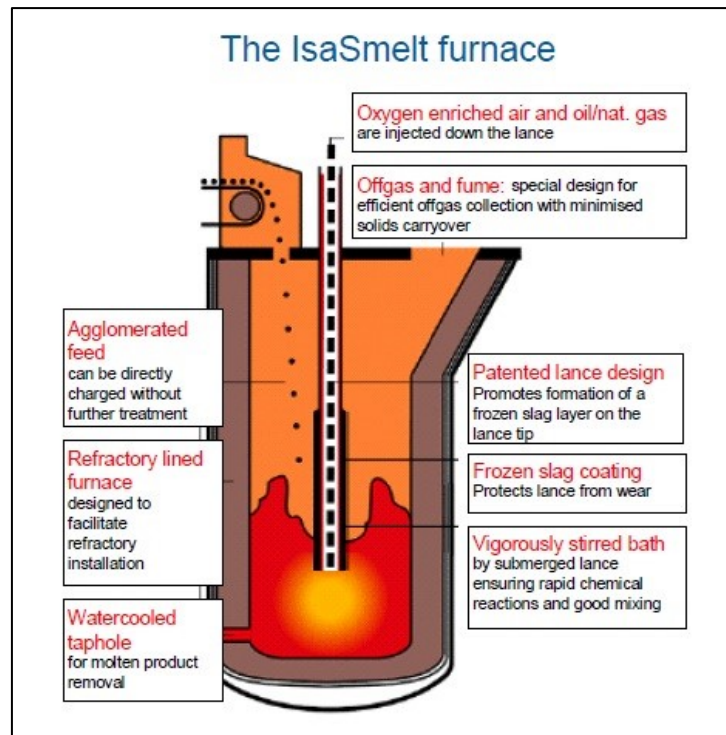 The IsaSmelt furnace
Oxygen enriched air and oil/nat. gas
are injected down the lance
Offgas and fume: special design for
efficient offgas collection with minimised
solids carryover
Agglomerated
feed
can be directly
charged without
further treatment
Refractory lined
furnace
designed to
facilitate
refractory
installation
Watercooled
taphole
for molten product
removal
Patented lance design
Promotes formation of a
frozen slag layer on the
lance tip
Frozen slag coating
Protects lance from wear
Vigorously stirred bath
by submerged lance
ensuring rapid chemical
reactions and good mixing